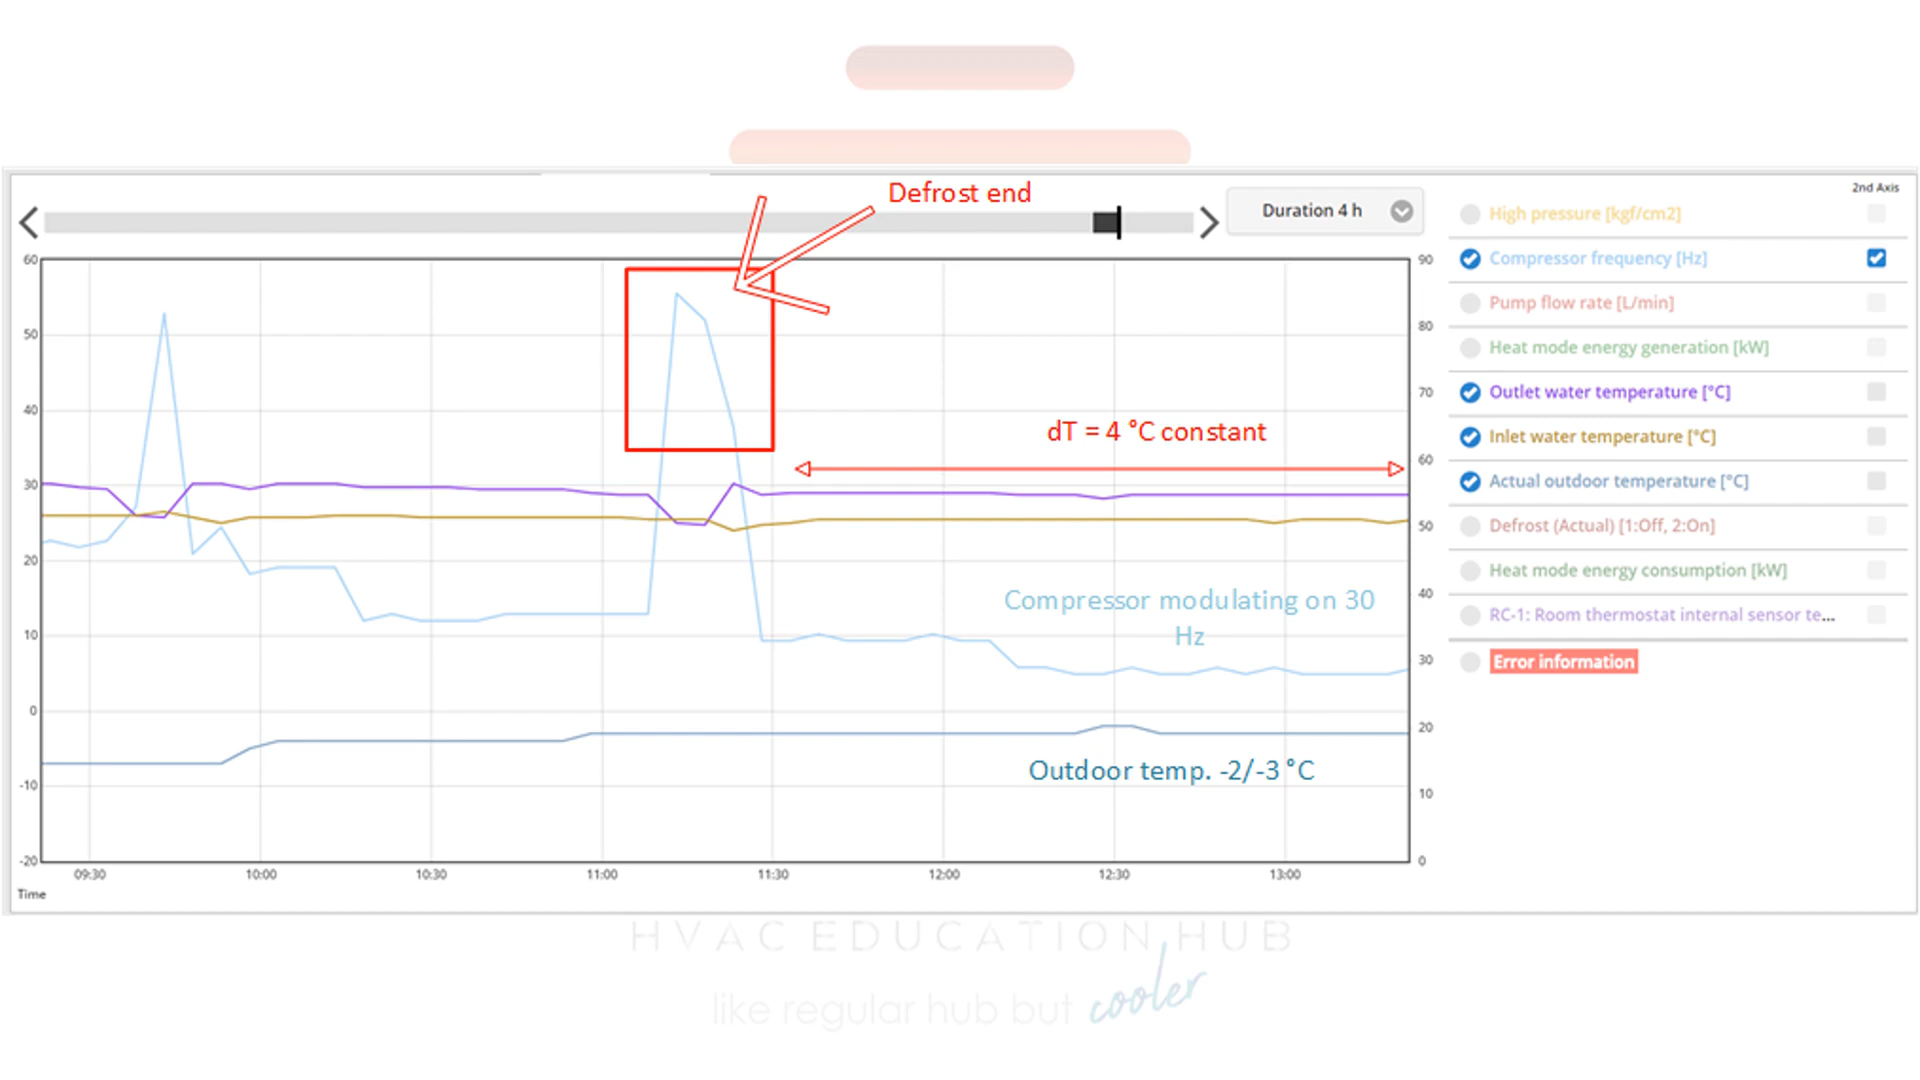 2nd Axis
Defrost end
Duration 4 h
High pressure [kgf/cm2]
Compressor frequency [Hz]
Pump flow rate [L/min]
Heat mode energy generation [kW]
Outlet water temperature [°C]
Inlet water temperature [°C]
Actual outdoor temperature [°C]
Defrost (Actual) [1:Off, 2:On]
Heat mode energy consumption [kW]
RC-1: Room thermostat internal sensor te...
Error information
60
50
40
30
20
10
0
-10
-20
90
80
70
60
50
40
30
20
10
0
dT = 4 °C constant
Compressor modulating on 30
Hz
Outdoor temp. -2/-3 °C
09:30 10:00 10:30 11:00 11:30 12:00 12:30 13:00
Time
HVAC EDUCATION HUB
like regular hub but cooler